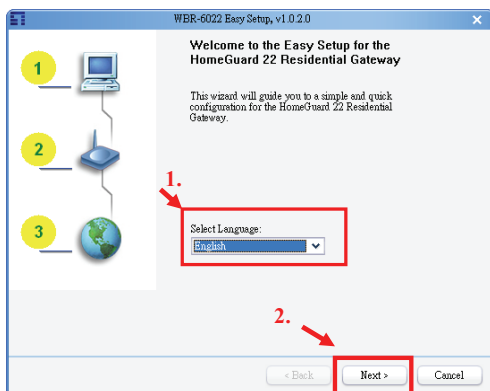 WBR-6022 Easy Setup, v1.0.2.0
Welcome to the Easy Setup for the
HomeGuard 22 Residential Gateway
1
This wizard will guide you to a simple and quick
configuration for the HomeGuard 22 Residential
Gateway.
2
1.
3
Select Language:
English
2.
< Back
Next >
Cancel